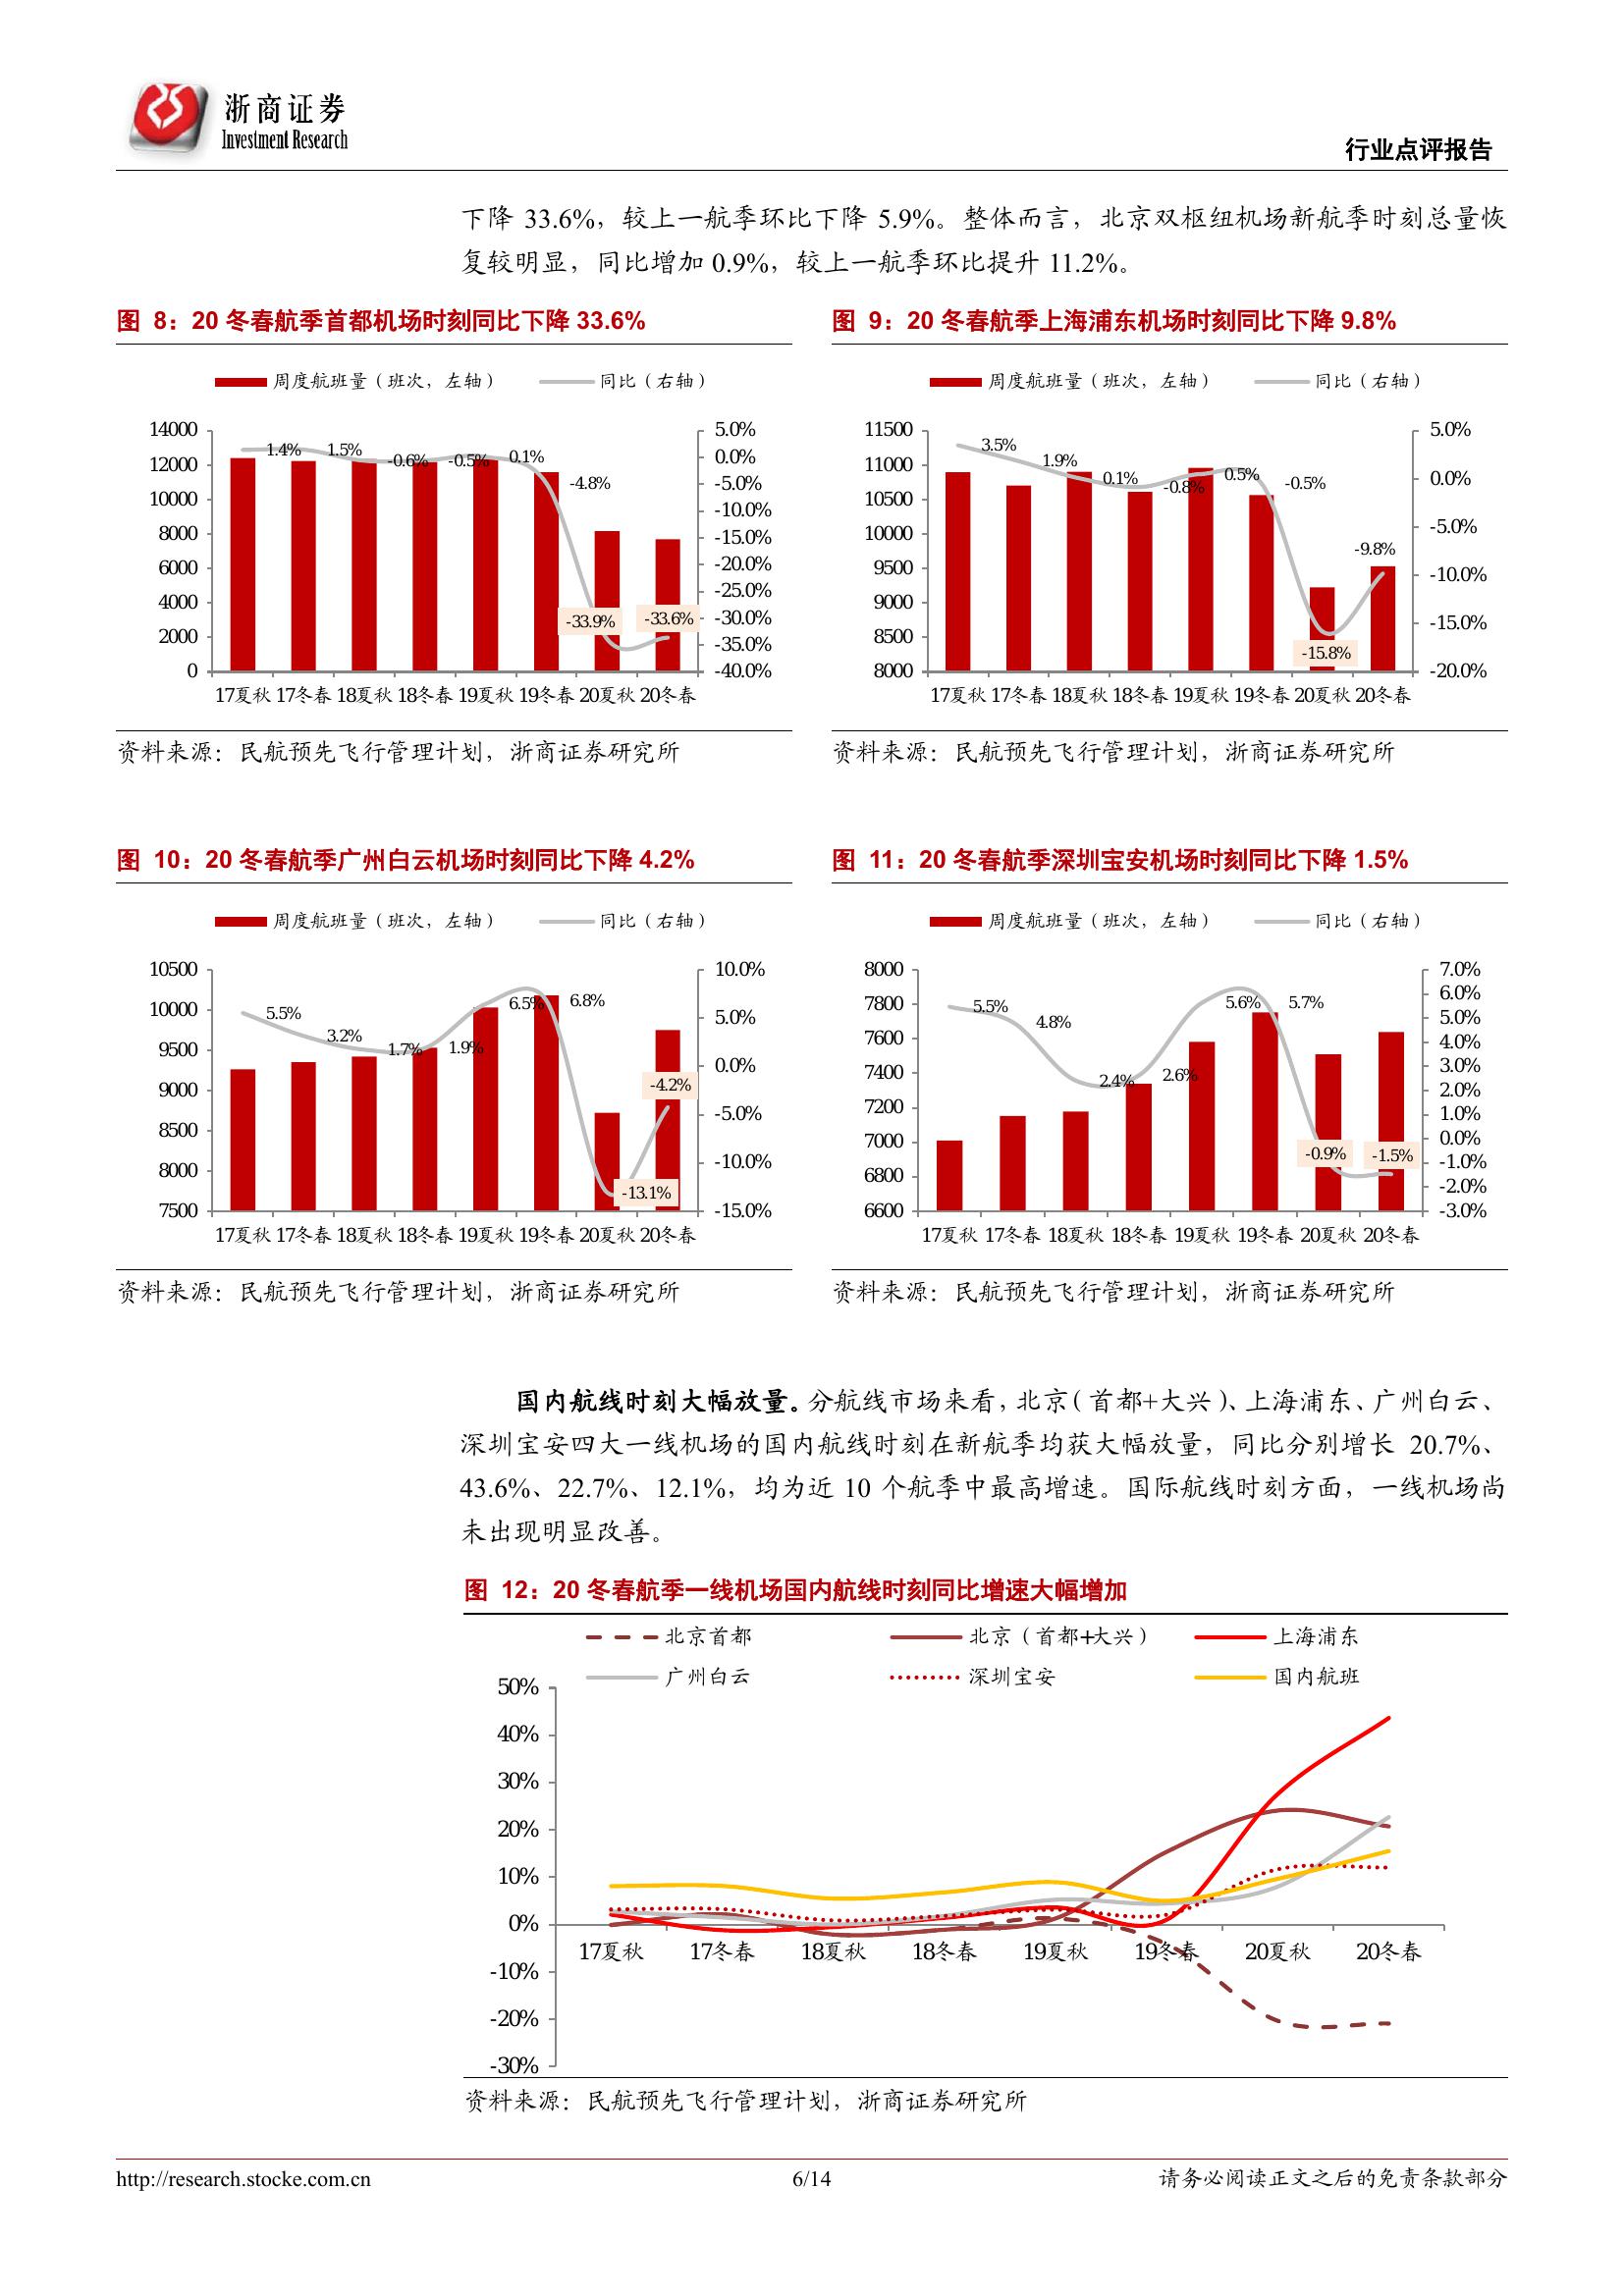 浙商证券
Investment Research
行业点评报告
下降 33.6%，较上一航季环比下降 5.9%。整体而言，北京双枢纽机场新航季时刻总量恢
复较明显，同比增加 0.9%，较上一航季环比提升 11.2%。
图 8：20 冬春航季首都机场时刻同比下降 33.6%
周度航班量（班次，左轴） 同比（右轴）
14000
12000
10000
8000
6000
4000
2000
0
1.4% 1.5% -0.6% -0.5% 0.1% -4.8% -33.9% -33.6%
5.0%
0.0%
-5.0%
-10.0%
-15.0%
-20.0%
-25.0%
-30.0%
-35.0%
-40.0%
17夏秋 17冬春 18夏秋 18冬春 19夏秋 19冬春 20夏秋 20冬春
资料来源：民航预先飞行管理计划，浙商证券研究所
图 9：20 冬春航季上海浦东机场时刻同比下降 9.8%
周度航班量（班次，左轴） 同比（右轴）
11500
11000
10500
10000
9500
9000
8500
8000
3.5% 1.9% 0.1% -0.8% 0.5% -0.5% -15.8% -9.8%
5.0%
0.0%
-5.0%
-10.0%
-15.0%
-20.0%
17夏秋 17冬春 18夏秋 18冬春 19夏秋 19冬春 20夏秋 20冬春
资料来源：民航预先飞行管理计划，浙商证券研究所
图 10：20 冬春航季广州白云机场时刻同比下降 4.2%
周度航班量（班次，左轴） 同比（右轴）
10500
10000
9500
9000
8500
8000
7500
5.5% 3.2% 1.7% 1.9% 6.5% 6.8% -13.1% -4.2%
10.0%
5.0%
0.0%
-5.0%
-10.0%
-15.0%
17夏秋 17冬春 18夏秋 18冬春 19夏秋 19冬春 20夏秋 20冬春
资料来源：民航预先飞行管理计划，浙商证券研究所
图 11：20 冬春航季深圳宝安机场时刻同比下降 1.5%
周度航班量（班次，左轴） 同比（右轴）
8000
7800
7600
7400
7200
7000
6800
6600
5.5% 4.8% 2.4% 2.6% 5.6% 5.7% -0.9% -1.5%
7.0%
6.0%
5.0%
4.0%
3.0%
2.0%
1.0%
0.0%
-1.0%
-2.0%
-3.0%
17夏秋 17冬春 18夏秋 18冬春 19夏秋 19冬春 20夏秋 20冬春
资料来源：民航预先飞行管理计划，浙商证券研究所
国内航线时刻大幅放量。分航线市场来看，北京（首都+大兴）、上海浦东、广州白云、
深圳宝安四大一线机场的国内航线时刻在新航季均获大幅放量，同比分别增长 20.7%、
43.6%、22.7%、12.1%，均为近 10 个航季中最高增速。国际航线时刻方面，一线机场尚
未出现明显改善。
图 12：20 冬春航季一线机场国内航线时刻同比增速大幅增加
北京首都 北京（首都+大兴） 上海浦东
广州白云 深圳宝安 国内航班
50%
40%
30%
20%
10%
0%
-10%
-20%
-30%
17夏秋 17冬春 18夏秋 18冬春 19夏秋 19冬春 20夏秋 20冬春
资料来源：民航预先飞行管理计划，浙商证券研究所
http://research.stocke.com.cn 6/14 请务必阅读正文之后的免责条款部分